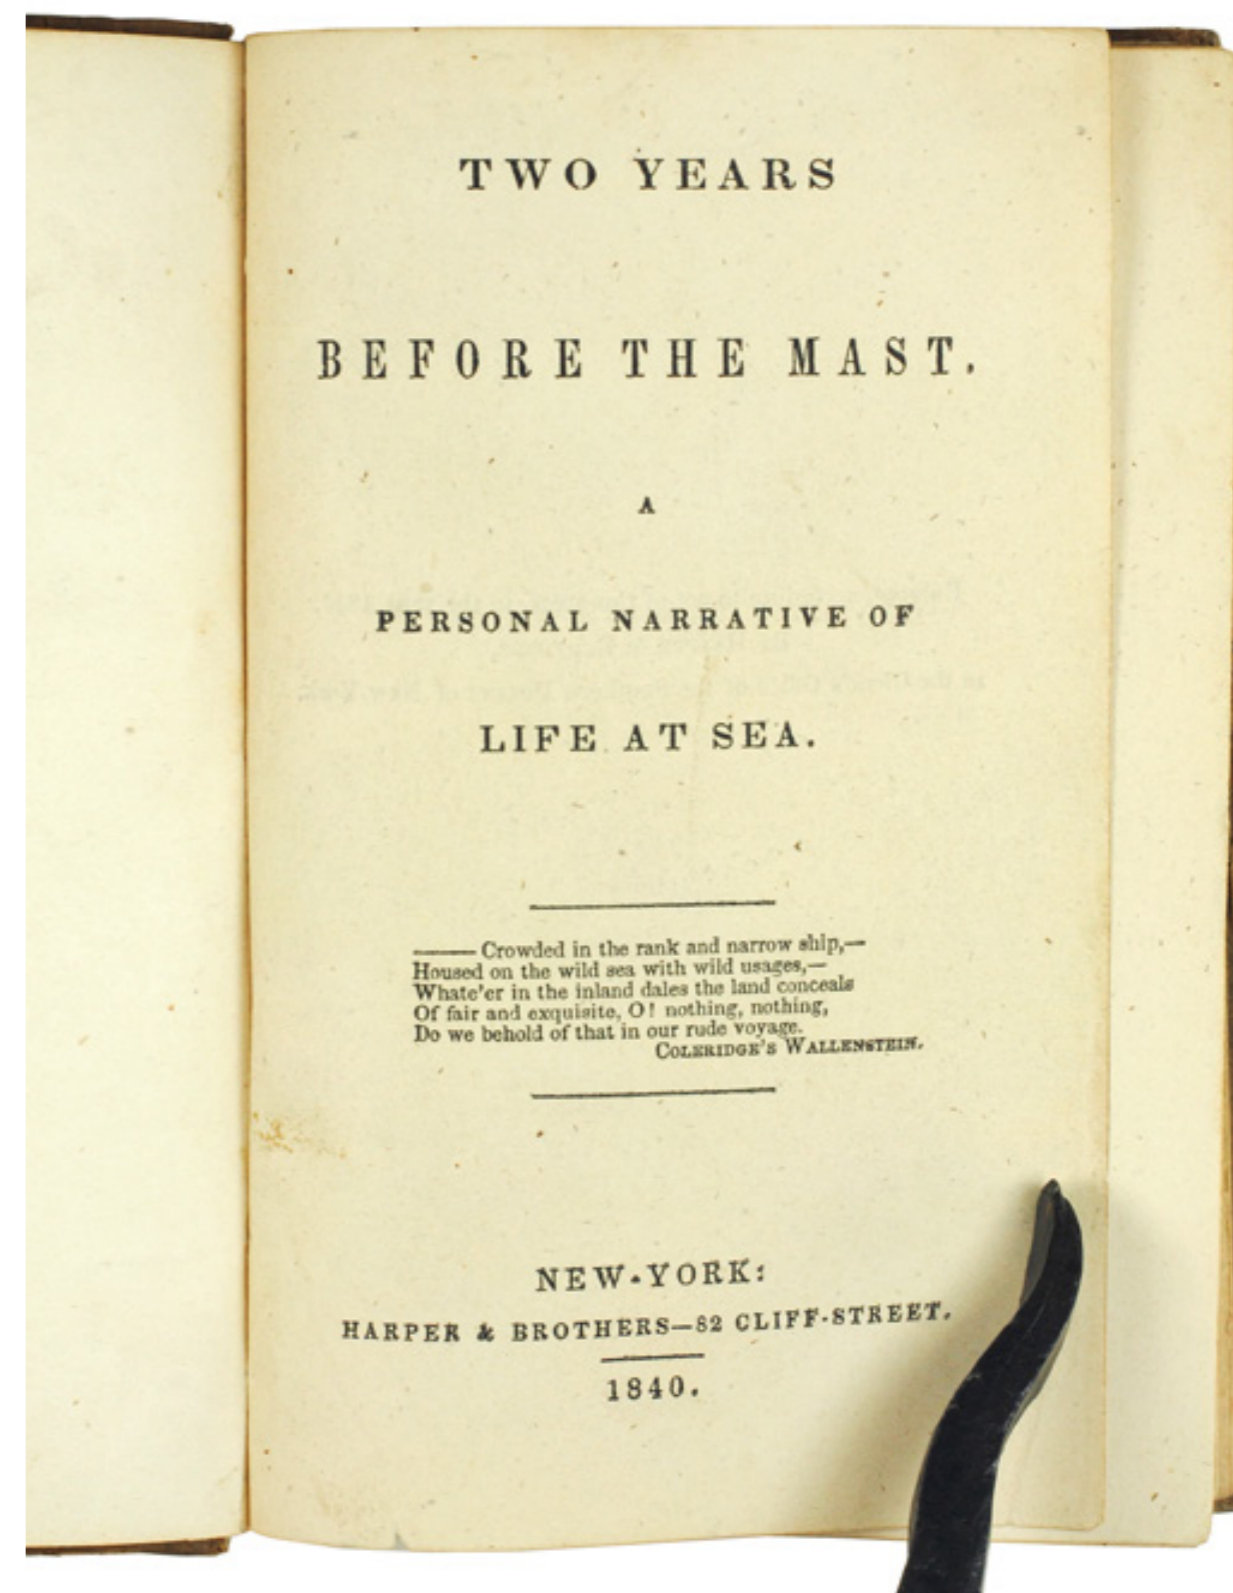 TWO YEARS
BEFORE THE MAST.
A
PERSONAL NARRATIVE OF
LIFE AT SEA.
——— Crowded in the rank and narrow ship,—
Housed on the wild sea with wild usages,—
Whate'er in the inland dales the land conceals
Of fair and exquisite, O! nothing, nothing,
Do we behold of that in our rude voyage.
COLERIDGE'S WALLENSTEIN.
NEW-YORK:
HARPER & BROTHERS—82 CLIFF-STREET.
1840.